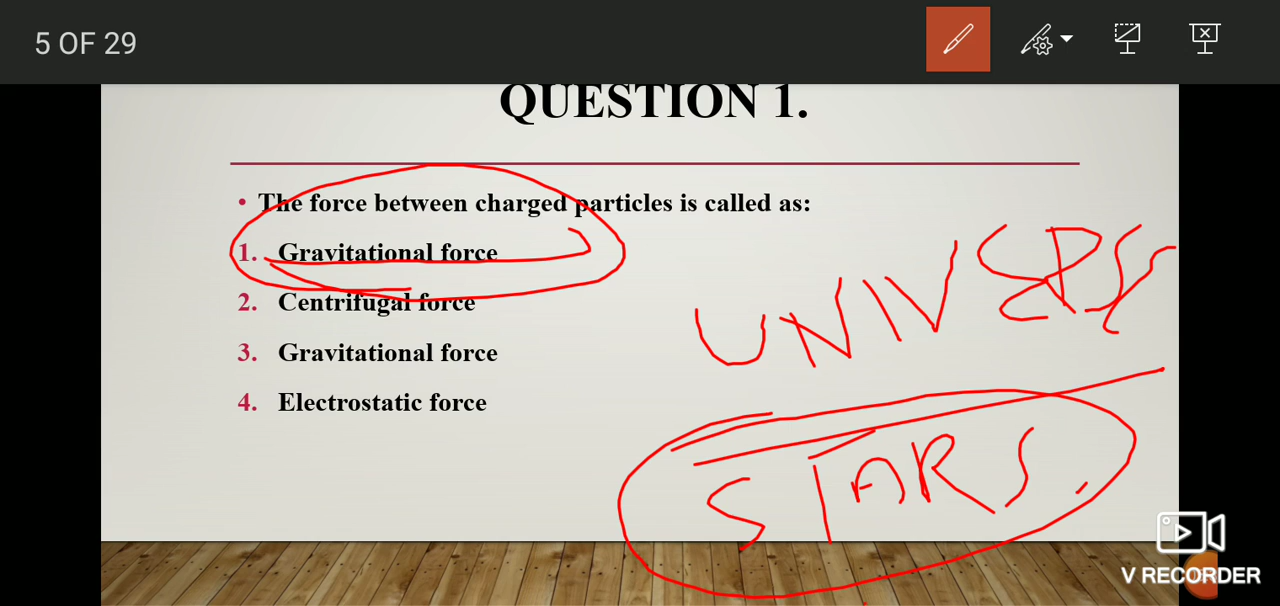 5 OF 29
QUESTION 1.
• The force between charged particles is called as:
1. Gravitational force
2. Centrifugal force
3. Gravitational force
4. Electrostatic force
STARS.
V RECORDER